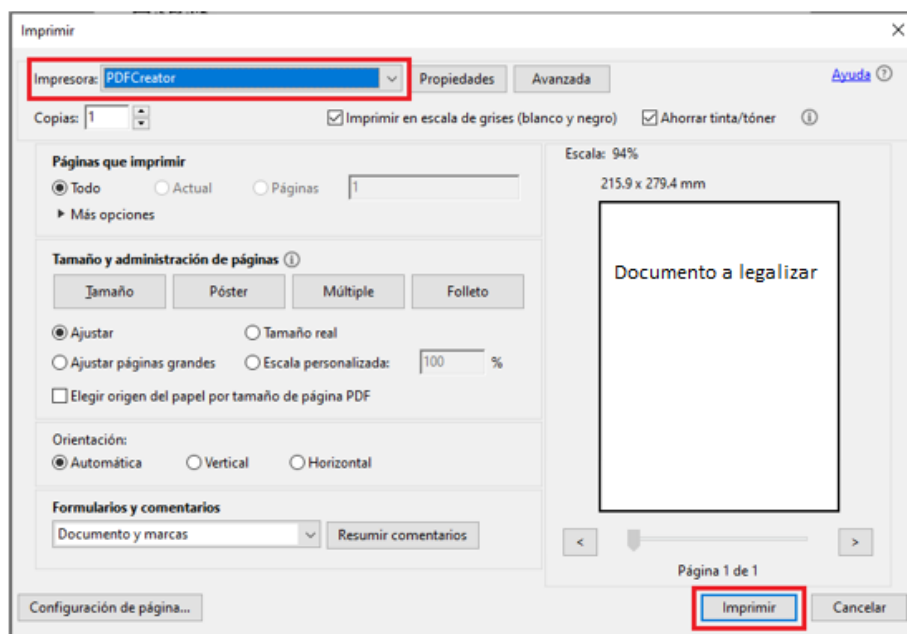 Imprimir
Impresora: PDFCreator Propiedades Avanzada Ayuda
Copias: 1 Imprimir en escala de grises (blanco y negro) Ahorrar tinta/tóner
Páginas que imprimir
Todo Actual Páginas 1
Más opciones
Tamaño y administración de páginas
Tamaño Póster Múltiple Folleto
Ajustar Tamaño real
Ajustar páginas grandes Escala personalizada: 100 %
Elegir origen del papel por tamaño de página PDF
Orientación:
Automática Vertical Horizontal
Formularios y comentarios
Documento y marcas Resumir comentarios
Escala: 94%
215.9 x 279.4 mm
Documento a legalizar
< >
Página 1 de 1
Configuración de página... Imprimir Cancelar